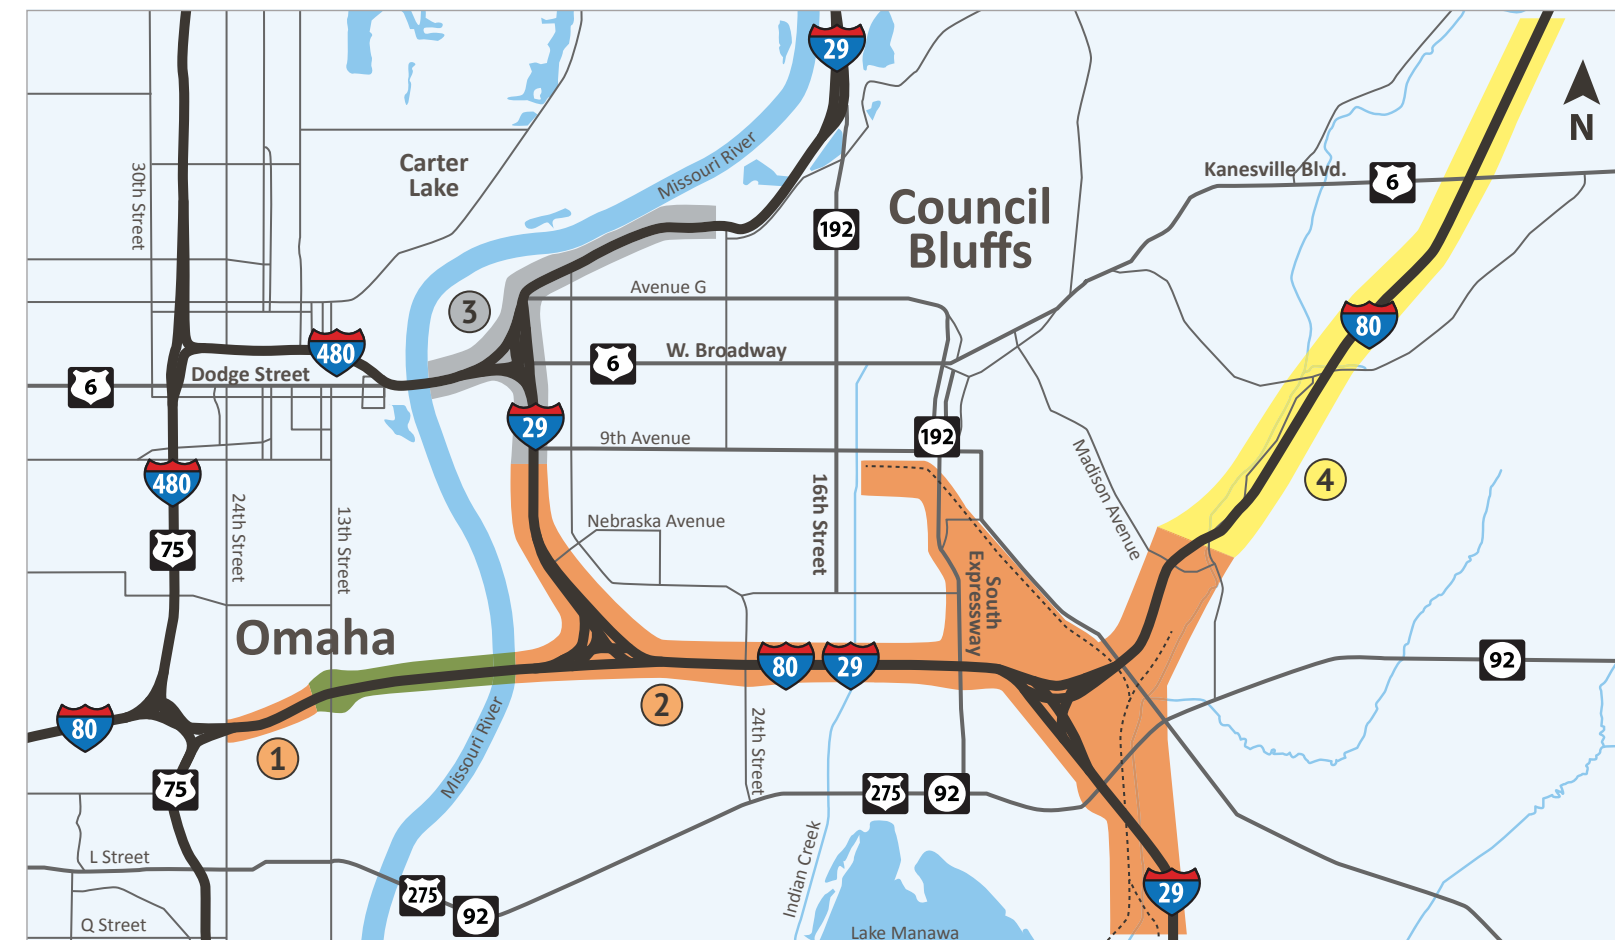 29
N
Carter
Lake
Missouri River
Kanesville Blvd.
6
30th Street
Council
Bluffs
192
Avenue G
3
80
480
W. Broadway
6
Dodge Street
6
29
9th Avenue
192
Madison Avenue
4
480
16th Street
24th Street
13th Street
Nebraska Avenue
75
South
Expressway
Omaha
80
29
92
2
80
1
Missouri River
24th Street
75
275
92
Indian Creek
L Street
275
92
29
Q Street
Lake Manawa